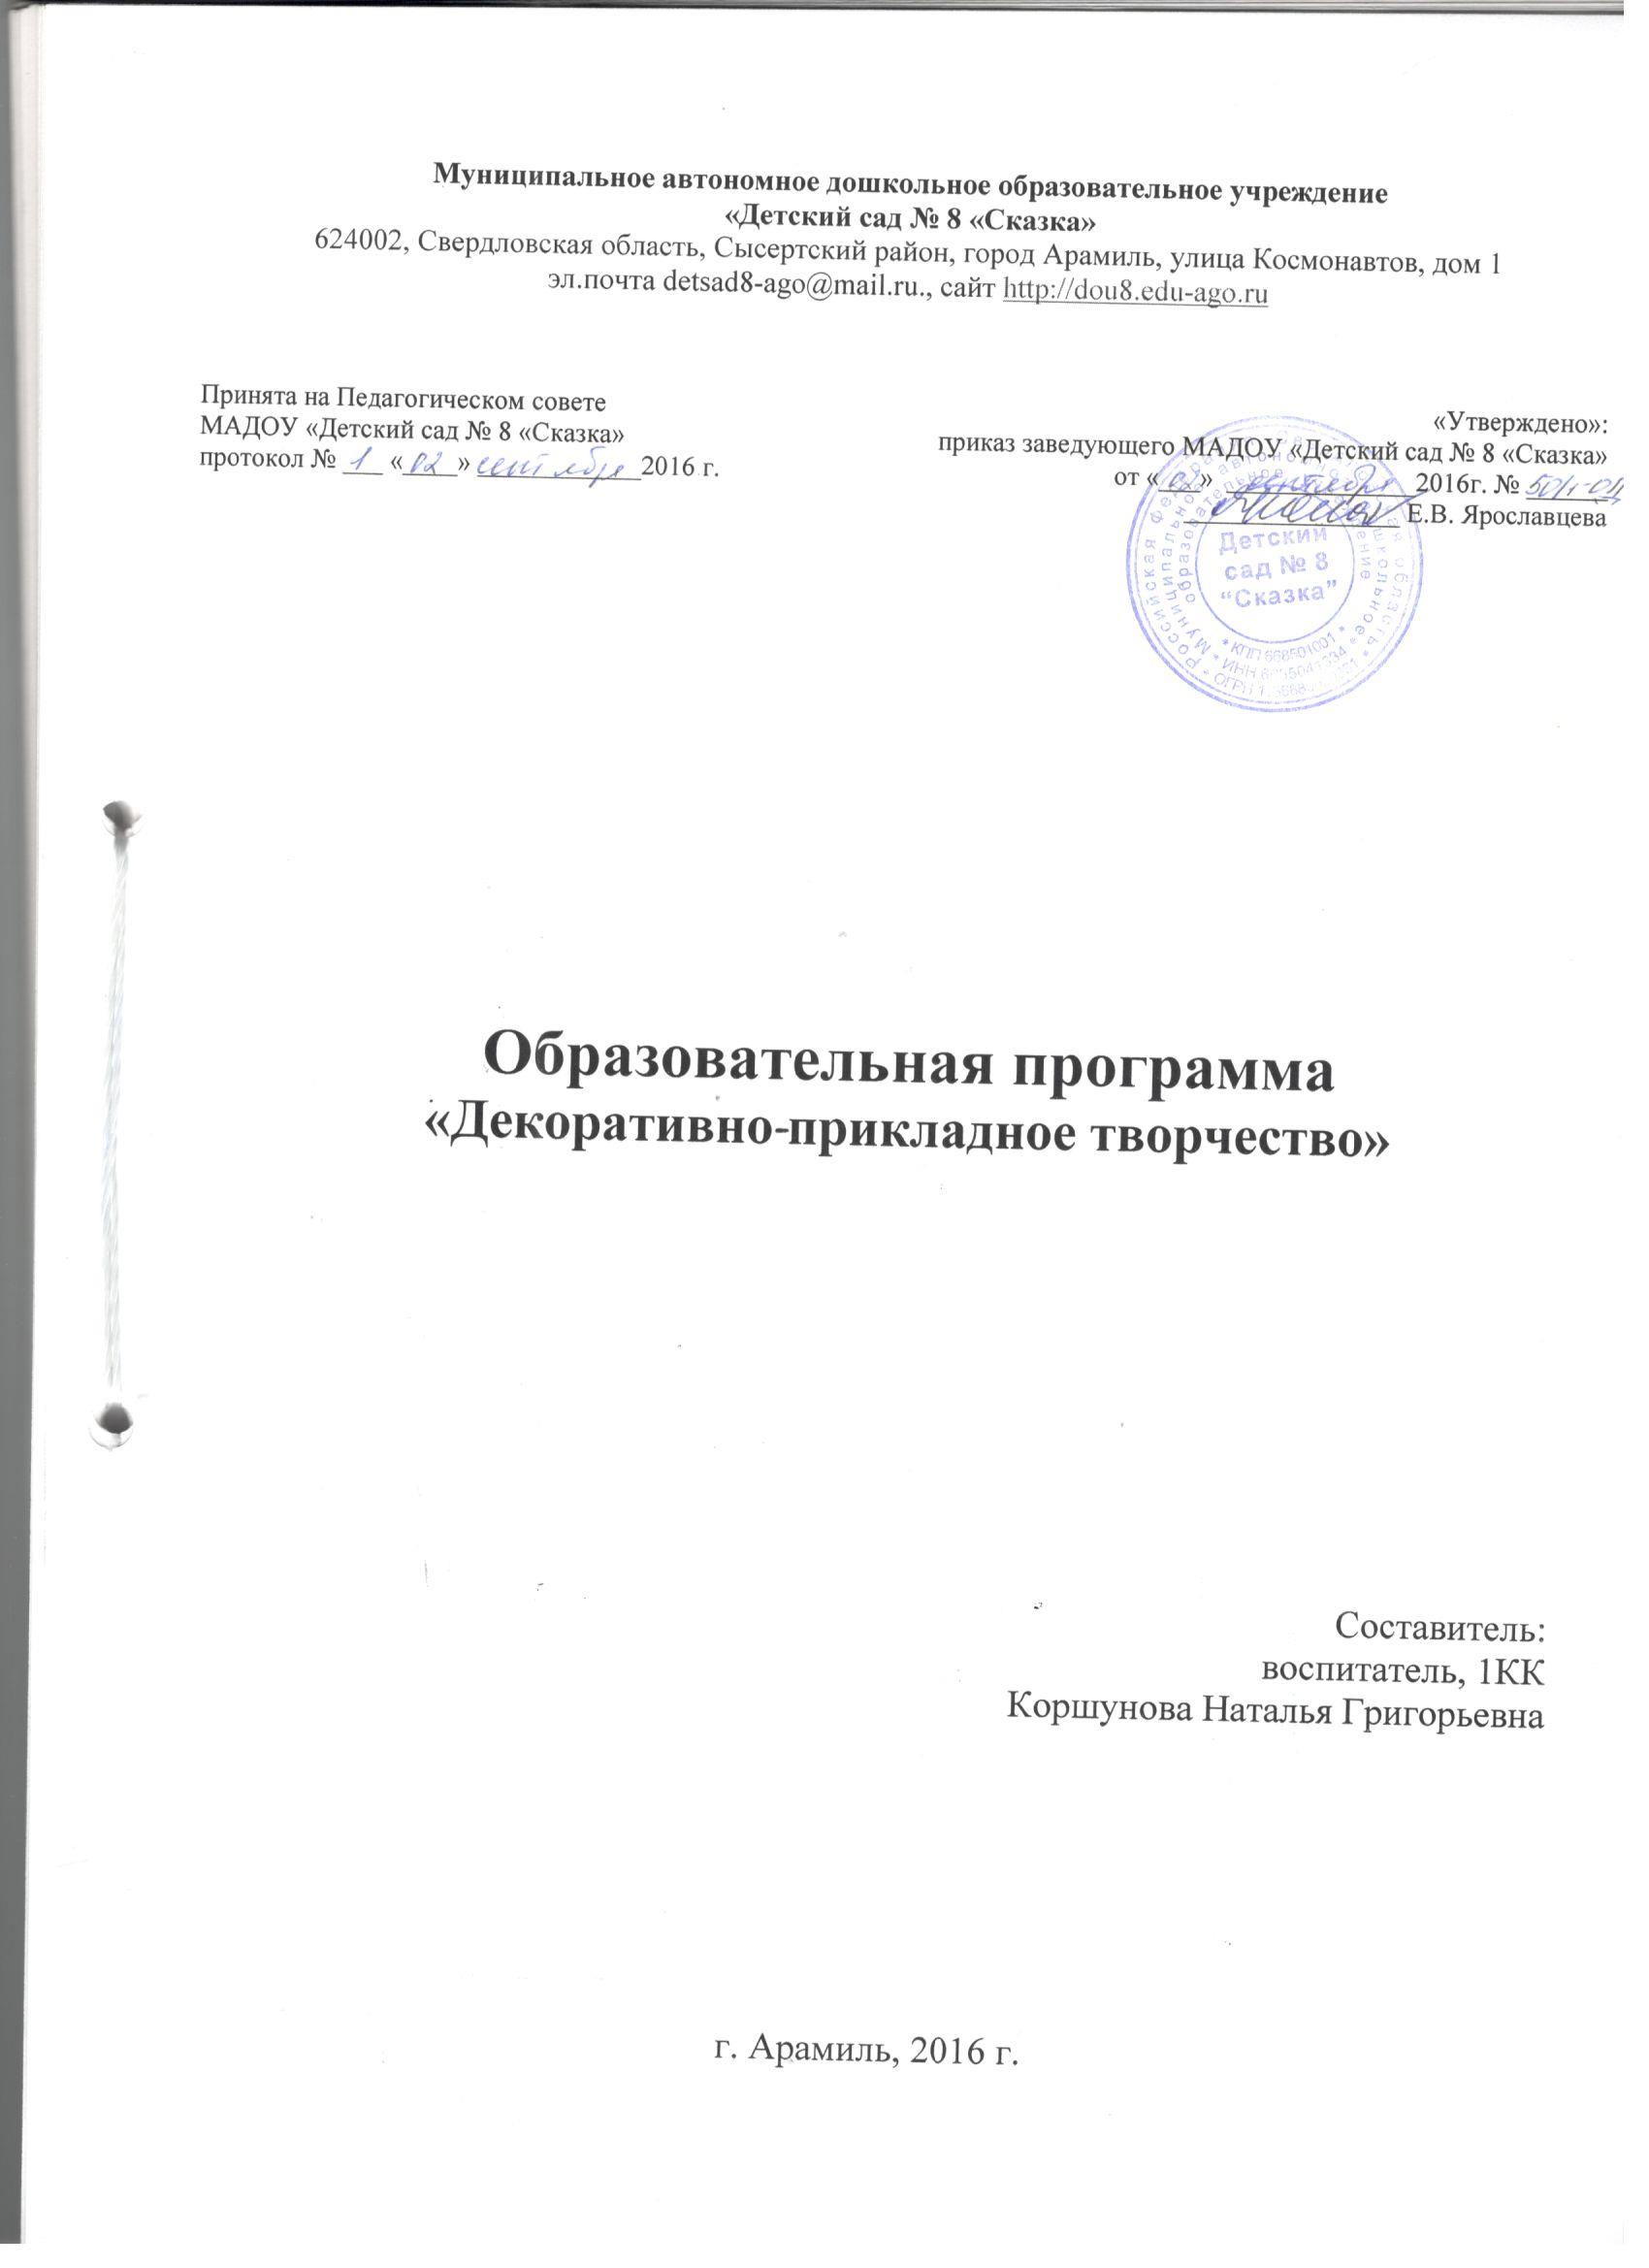 Муниципальное автономное дошкольное образовательное учреждение
«Детский сад № 8 «Сказка»
624002, Свердловская область, Сысертский район, город Арамиль, улица Космонавтов, дом 1
эл.почта detsad8-ago@mail.ru., сайт http://dou8.edu-ago.ru
Принята на Педагогическом совете
МАДОУ «Детский сад № 8 «Сказка»
протокол № 1 «02» сентября 2016 г.
«Утверждено»:
приказ заведующего МАДОУ «Детский сад № 8 «Сказка»
от «02» сентября 2016г. №
Е.В. Ярославцева
Детский
сад № 8
“Сказка”
* КПП 668501001 *
Образовательная программа
«Декоративно-прикладное творчество»
Составитель:
воспитатель, 1КК
Коршунова Наталья Григорьевна
г. Арамиль, 2016 г.